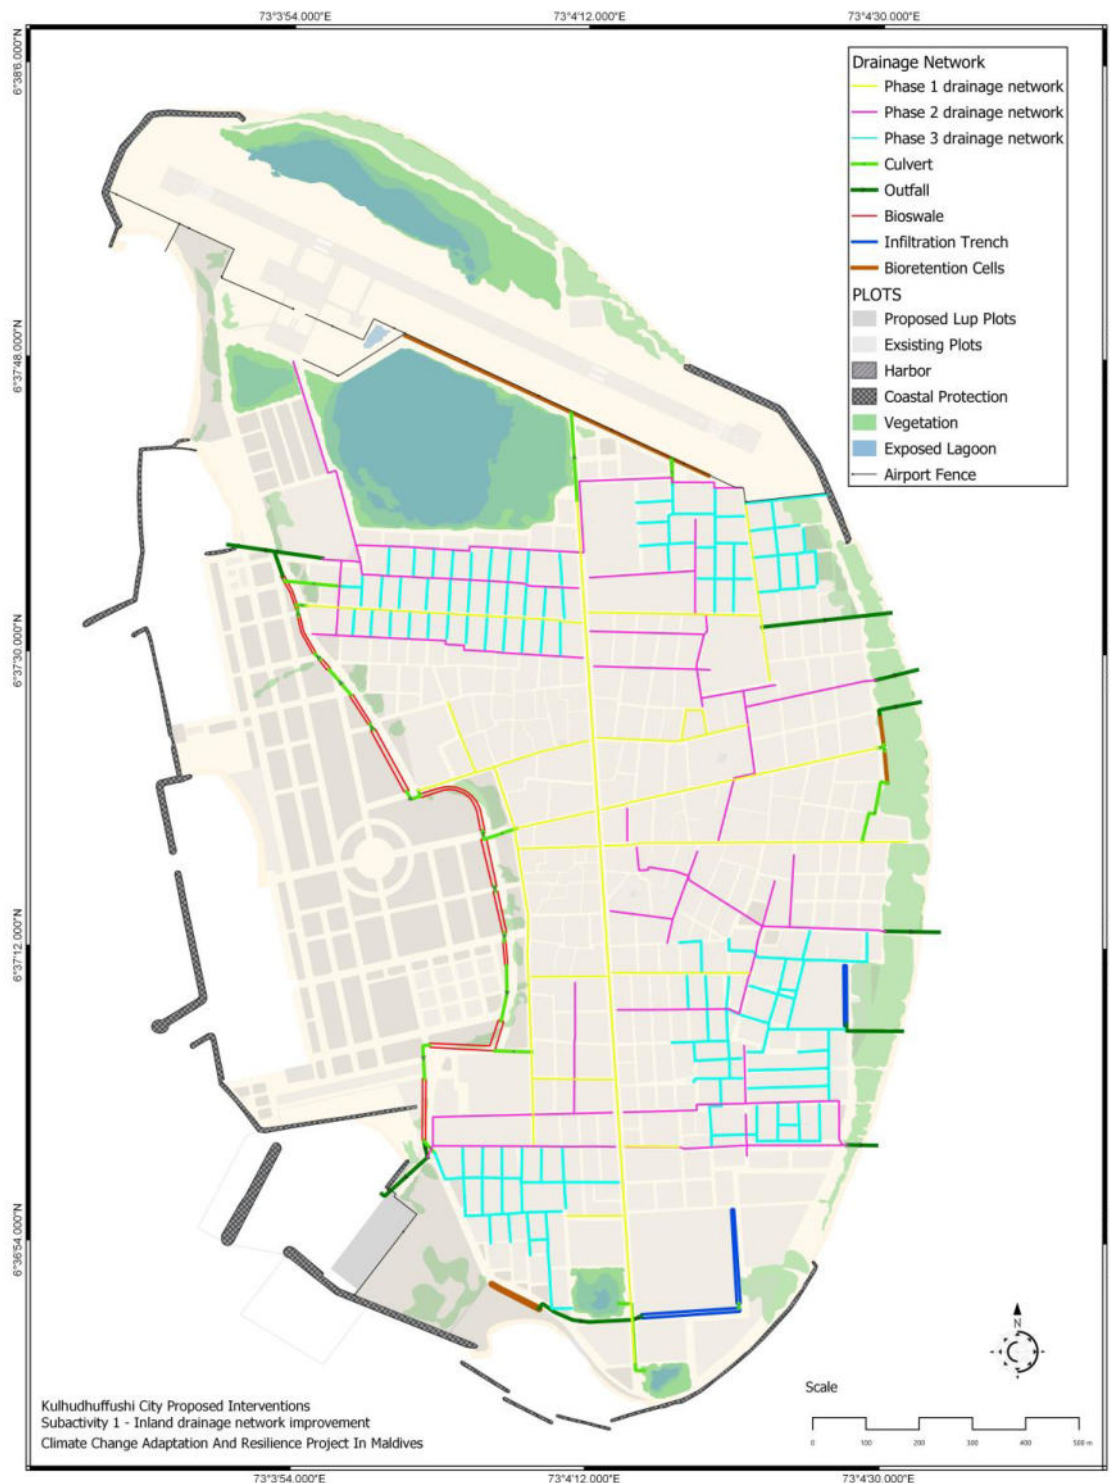 73°3'54.000"E 73°4'12.000"E 73°4'30.000"E
6°38'6.000"N
6°37'48.000"N
6°37'30.000"N
6°37'12.000"N
6°36'54.000"N
Drainage Network
Phase 1 drainage network
Phase 2 drainage network
Phase 3 drainage network
Culvert
Outfall
Bioswale
Infiltration Trench
Bioretention Cells
PLOTS
Proposed Lup Plots
Exsisting Plots
Harbor
Coastal Protection
Vegetation
Exposed Lagoon
Airport Fence
N
Scale
0 100 200 300 400 500 m
Kulhudhuffushi City Proposed Interventions
Subactivity 1 - Inland drainage network improvement
Climate Change Adaptation And Resilience Project In Maldives
73°3'54.000"E 73°4'12.000"E 73°4'30.000"E